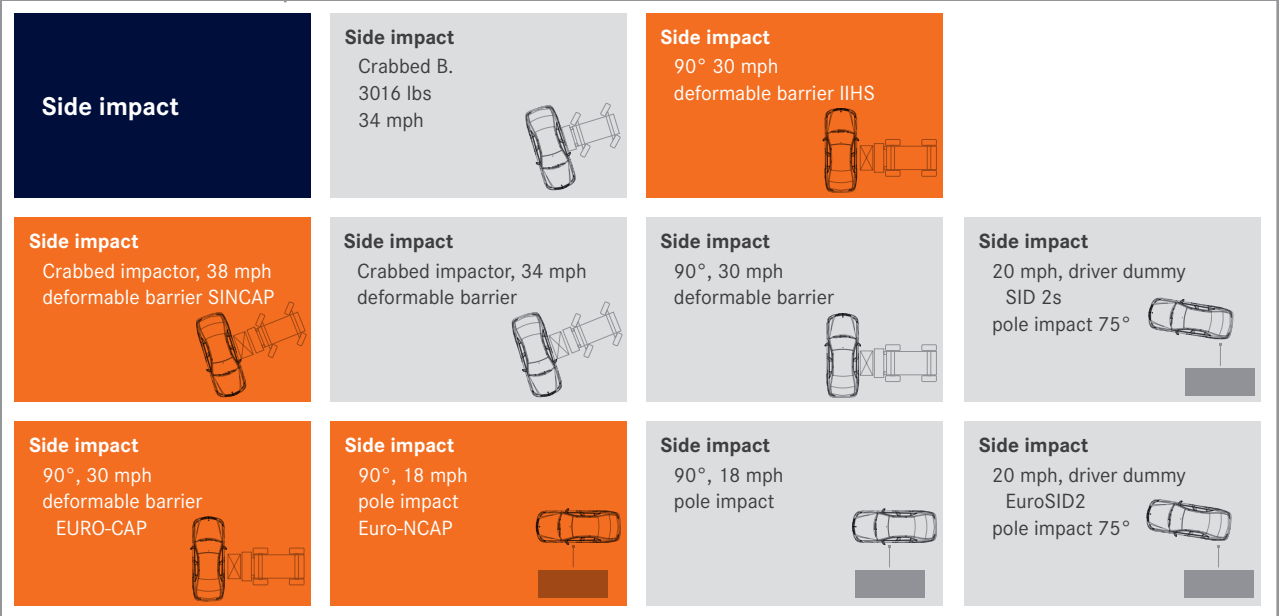 Side impact
Side impact
Crabbed B.
3016 lbs
34 mph
Side impact
90° 30 mph
deformable barrier IIHS
Side impact
Crabbed impactor, 38 mph
deformable barrier SINCAP
Side impact
Crabbed impactor, 34 mph
deformable barrier
Side impact
90°, 30 mph
deformable barrier
Side impact
20 mph, driver dummy
SID 2s
pole impact 75°
Side impact
90°, 30 mph
deformable barrier
EURO-CAP
Side impact
90°, 18 mph
pole impact
Euro-NCAP
Side impact
90°, 18 mph
pole impact
Side impact
20 mph, driver dummy
EuroSID2
pole impact 75°